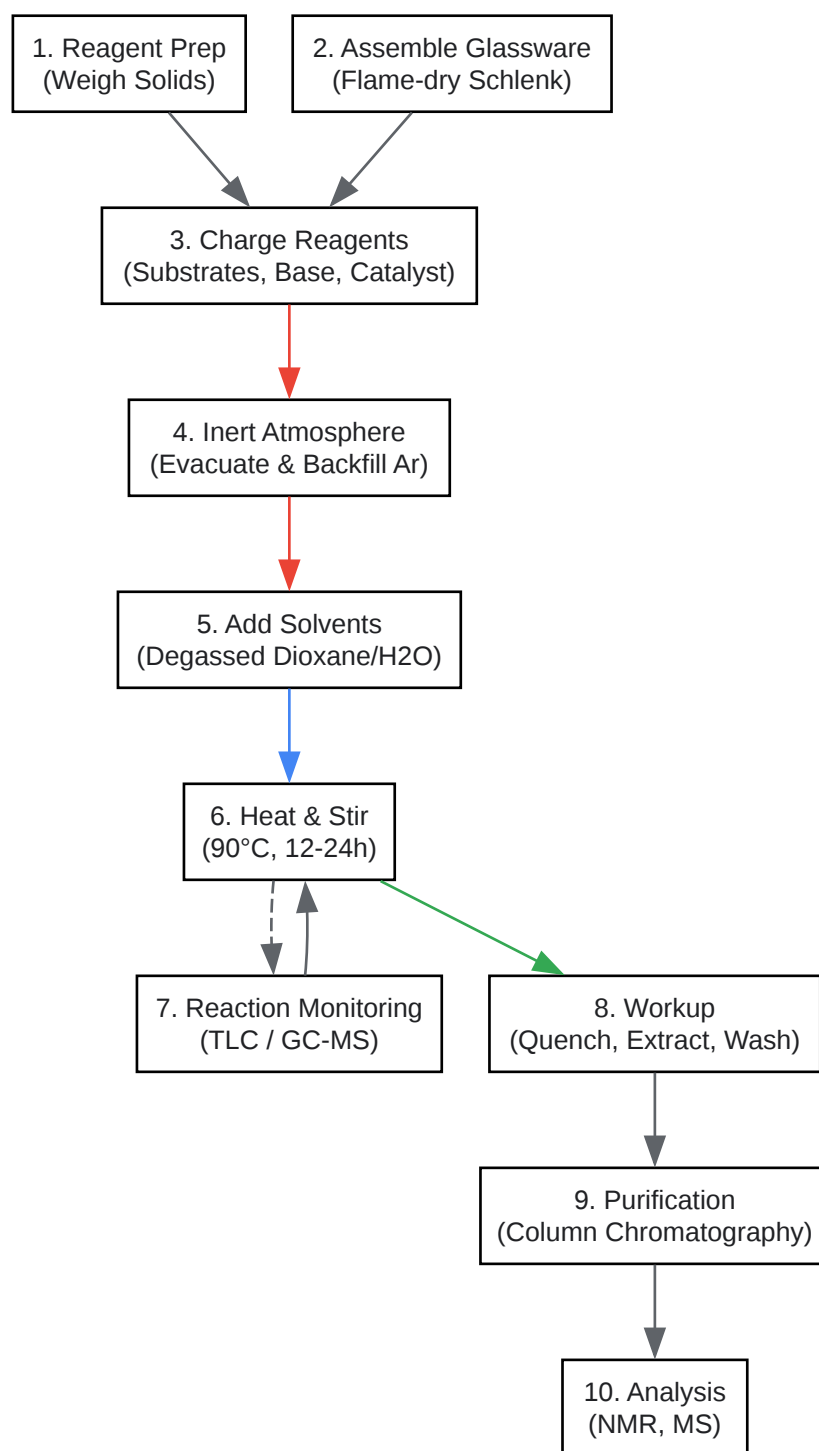 1. Reagent Prep
(Weigh Solids)
2. Assemble Glassware
(Flame-dry Schlenk)
3. Charge Reagents
(Substrates, Base, Catalyst)
4. Inert Atmosphere
(Evacuate & Backfill Ar)
5. Add Solvents
(Degassed Dioxane/H2O)
6. Heat & Stir
(90°C, 12-24h)
7. Reaction Monitoring
(TLC / GC-MS)
8. Workup
(Quench, Extract, Wash)
9. Purification
(Column Chromatography)
10. Analysis
(NMR, MS)